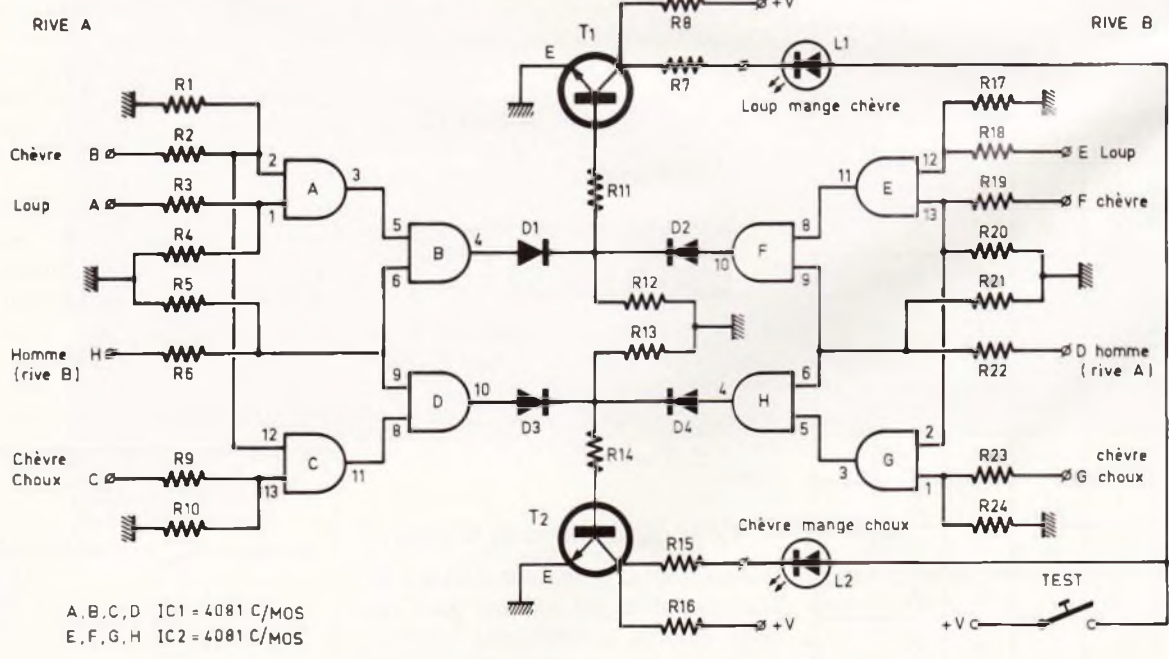 RIVE A
RIVE B
R8
+V
T1
E
R7
L1
Loup mange chèvre
R1
R2
Chèvre B
R3
Loup A
R4
R5
Homme H
(rive B)
R6
Chèvre
Choux C
R9
R10
2
1
A
3
5
6
B
4
D1
9
8
D
10
D3
12
13
C
11
R11
R12
R13
R14
D2
10
F
8
9
D4
4
H
6
5
11
E
12
13
3
G
2
1
R17
R18
E Loup
R19
F chèvre
R20
R21
D homme
(rive A)
R22
R23
chèvre
G choux
R24
T2
E
R15
Chèvre mange choux
L2
R16
+V
TEST
+V
A,B,C,D IC1 = 4081 C/MOS
E,F,G,H IC2 = 4081 C/MOS